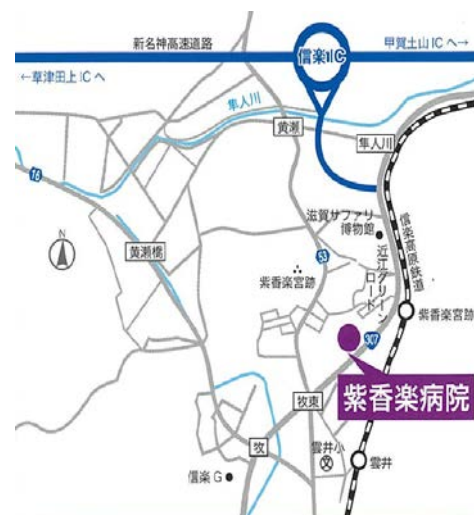 新名神高速道路
信楽IC
甲賀土山ICへ→
←草津田上ICへ
隼人川
黄瀬
隼人川
16
滋賀サファリ
博物館
信楽高原鉄道
N
黄瀬橋
53
近江グリーン
ロード
紫香楽宮跡
紫香楽宮跡
307
紫香楽病院
牧東
牧
雲井小
文
雲井
信楽G